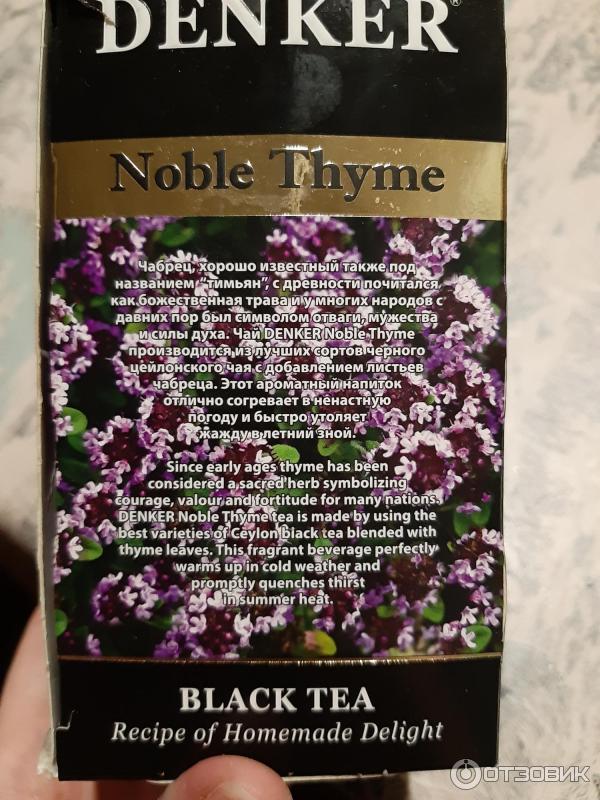 DENKER®
Noble Thyme
Чабрец, хорошо известный также под
названием "тимьян", с древности почитался
как божественная трава и у многих народов с
давних пор был символом отваги, мужества
и силы духа. Чай DENKER Noble Thyme
производится из лучших сортов черного
цейлонского чая с добавлением листьев
чабреца. Этот ароматный напиток
отлично согревает в ненастную
погоду и быстро утоляет
жажду в летний зной.
Since early ages thyme has been
considered a sacred herb symbolizing
courage, valour and fortitude for many nations.
DENKER Noble Thyme tea is made by using the
best varieties of Ceylon black tea blended with
thyme leaves. This fragrant beverage perfectly
warms up in cold weather and
promptly quenches thirst
in summer heat.
BLACK TEA
Recipe of Homemade Delight
ОТЗОВИК